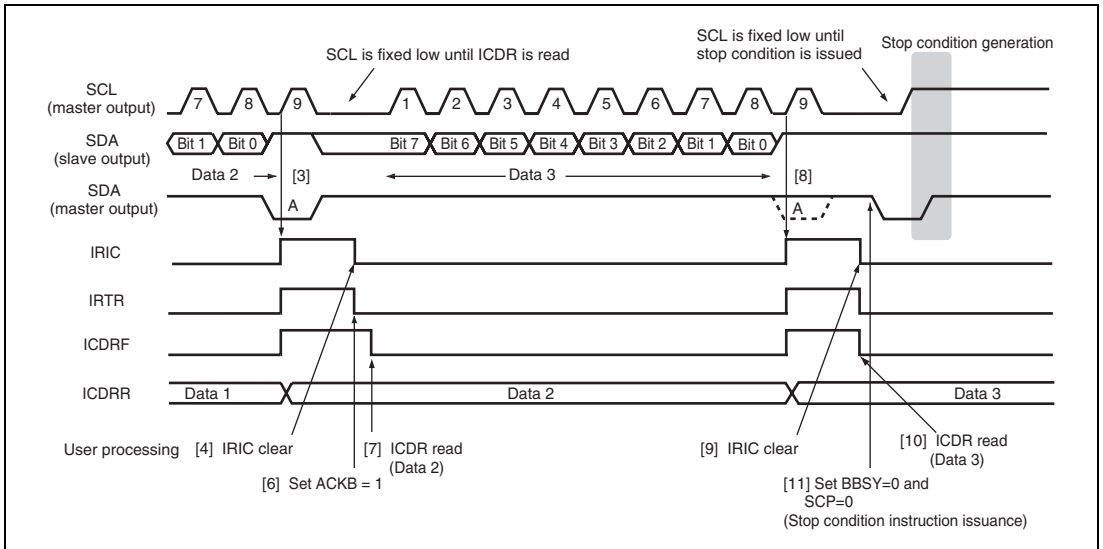 SCL is fixed low until ICDR is read
SCL is fixed low until
stop condition is issued
Stop condition generation
SCL
(master output)
7 8 9 1 2 3 4 5 6 7 8 9
SDA
(slave output)
Bit 1 Bit 0 Bit 7 Bit 6 Bit 5 Bit 4 Bit 3 Bit 2 Bit 1 Bit 0
Data 2 [3] Data 3 [8]
SDA
(master output)
A A
IRIC
IRTR
ICDRF
ICDRR
Data 1 Data 2 Data 3
User processing
[4] IRIC clear
[7] ICDR read
(Data 2)
[6] Set ACKB = 1
[9] IRIC clear
[10] ICDR read
(Data 3)
[11] Set BBSY=0 and
SCP=0
(Stop condition instruction issuance)